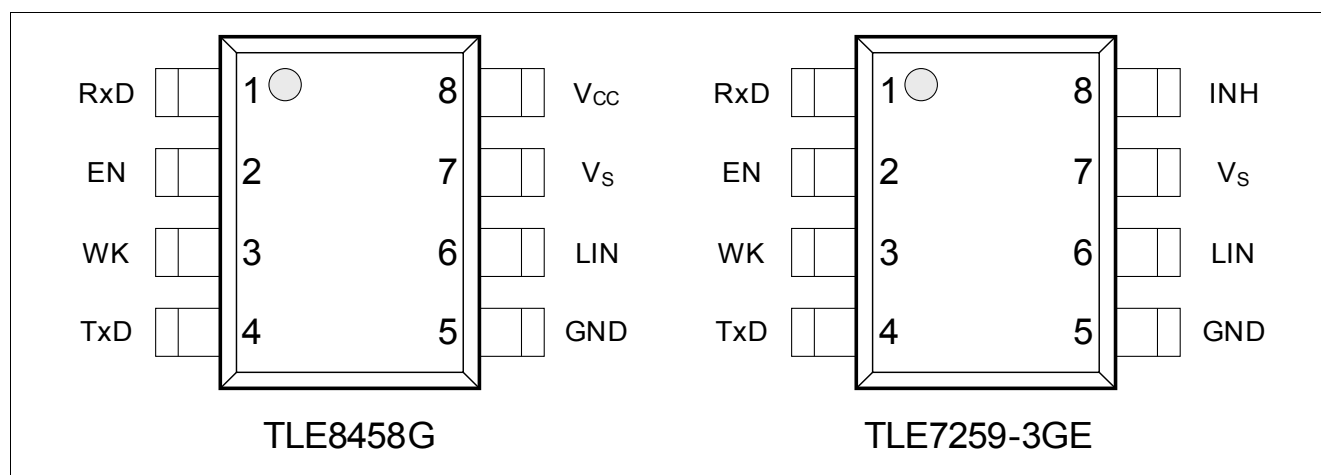 RxD 1 8 VCC
EN 2 7 VS
WK 3 6 LIN
TxD 4 5 GND
TLE8458G
RxD 1 8 INH
EN 2 7 VS
WK 3 6 LIN
TxD 4 5 GND
TLE7259-3GE